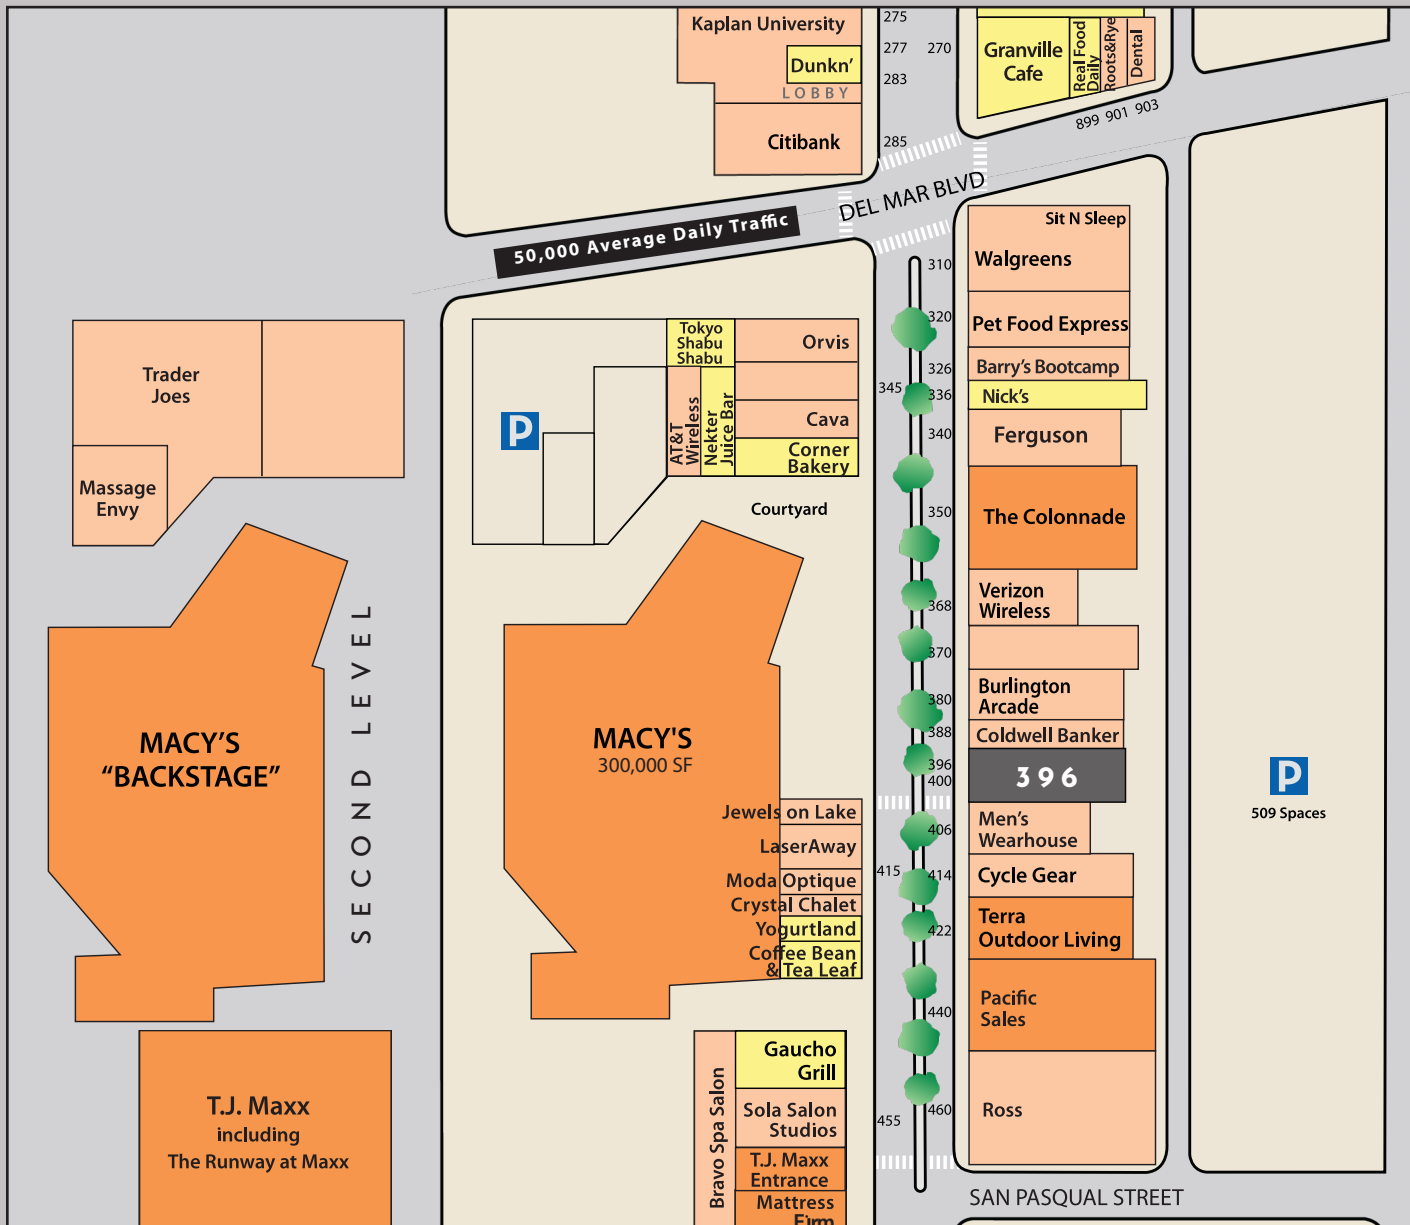 Kaplan University
Dunkn'
LOBBY
Citibank
275
277
283
285
270
Granville
Cafe
Real Food
Daily
Roots&Rye
Dental
899 901 903
DEL MAR BLVD
50,000 Average Daily Traffic
Trader
Joes
Massage
Envy
MACY'S
“BACKSTAGE”
SECOND LEVEL
T.J. Maxx
including
The Runway at Maxx
P
Tokyo
Shabu
Shabu
AT&T
Wireless
Nekter
Juice Bar
Orvis
Cava
Corner
Bakery
Courtyard
MACY'S
300,000 SF
Jewels on Lake
LaserAway
Moda Optique
Crystal Chalet
Yogurtland
Coffee Bean
& Tea Leaf
Bravo Spa Salon
Gaucho
Grill
Sola Salon
Studios
T.J. Maxx
Entrance
Mattress
Firm
345
415
455
310
320
326
336
340
350
368
370
380
388
396
400
406
414
422
440
460
Sit N Sleep
Walgreens
Pet Food Express
Barry's Bootcamp
Nick's
Ferguson
The Colonnade
Verizon
Wireless
Burlington
Arcade
Coldwell Banker
396
Men's
Wearhouse
Cycle Gear
Terra
Outdoor Living
Pacific
Sales
Ross
SAN PASQUAL STREET
P
509 Spaces